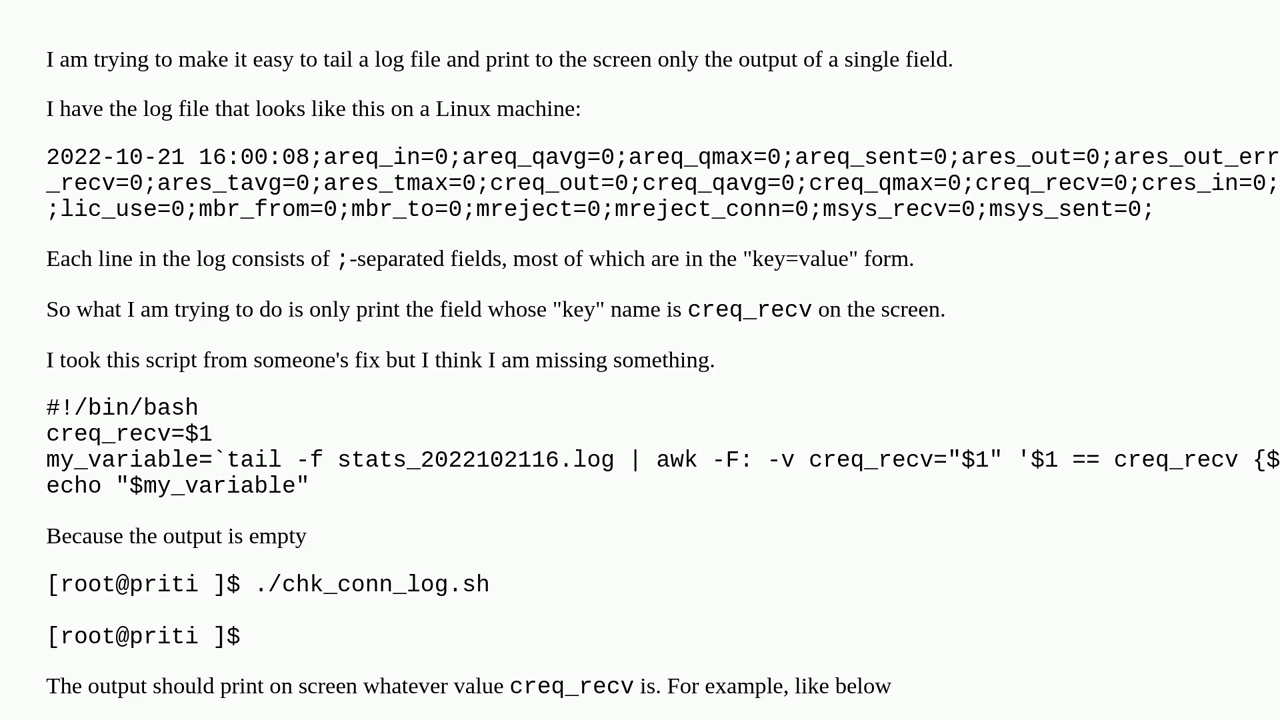 I am trying to make it easy to tail a log file and print to the screen only the output of a single field.
I have the log file that looks like this on a Linux machine:
2022-10-21 16:00:08;areq_in=0;areq_qavg=0;areq_qmax=0;areq_sent=0;ares_out=0;ares_out_err
_recv=0;ares_tavg=0;ares_tmax=0;creq_out=0;creq_qavg=0;creq_qmax=0;creq_recv=0;cres_in=0;
;lic_use=0;mbr_from=0;mbr_to=0;mreject=0;mreject_conn=0;msys_recv=0;msys_sent=0;
Each line in the log consists of ;-separated fields, most of which are in the "key=value" form.
So what I am trying to do is only print the field whose "key" name is creq_recv on the screen.
I took this script from someone's fix but I think I am missing something.
#!/bin/bash
creq_recv=$1
my_variable=`tail -f stats_2022102116.log | awk -F: -v creq_recv="$1" '$1 == creq_recv {$
echo "$my_variable"
Because the output is empty
[root@priti ]$ ./chk_conn_log.sh
[root@priti ]$
The output should print on screen whatever value creq_recv is. For example, like below